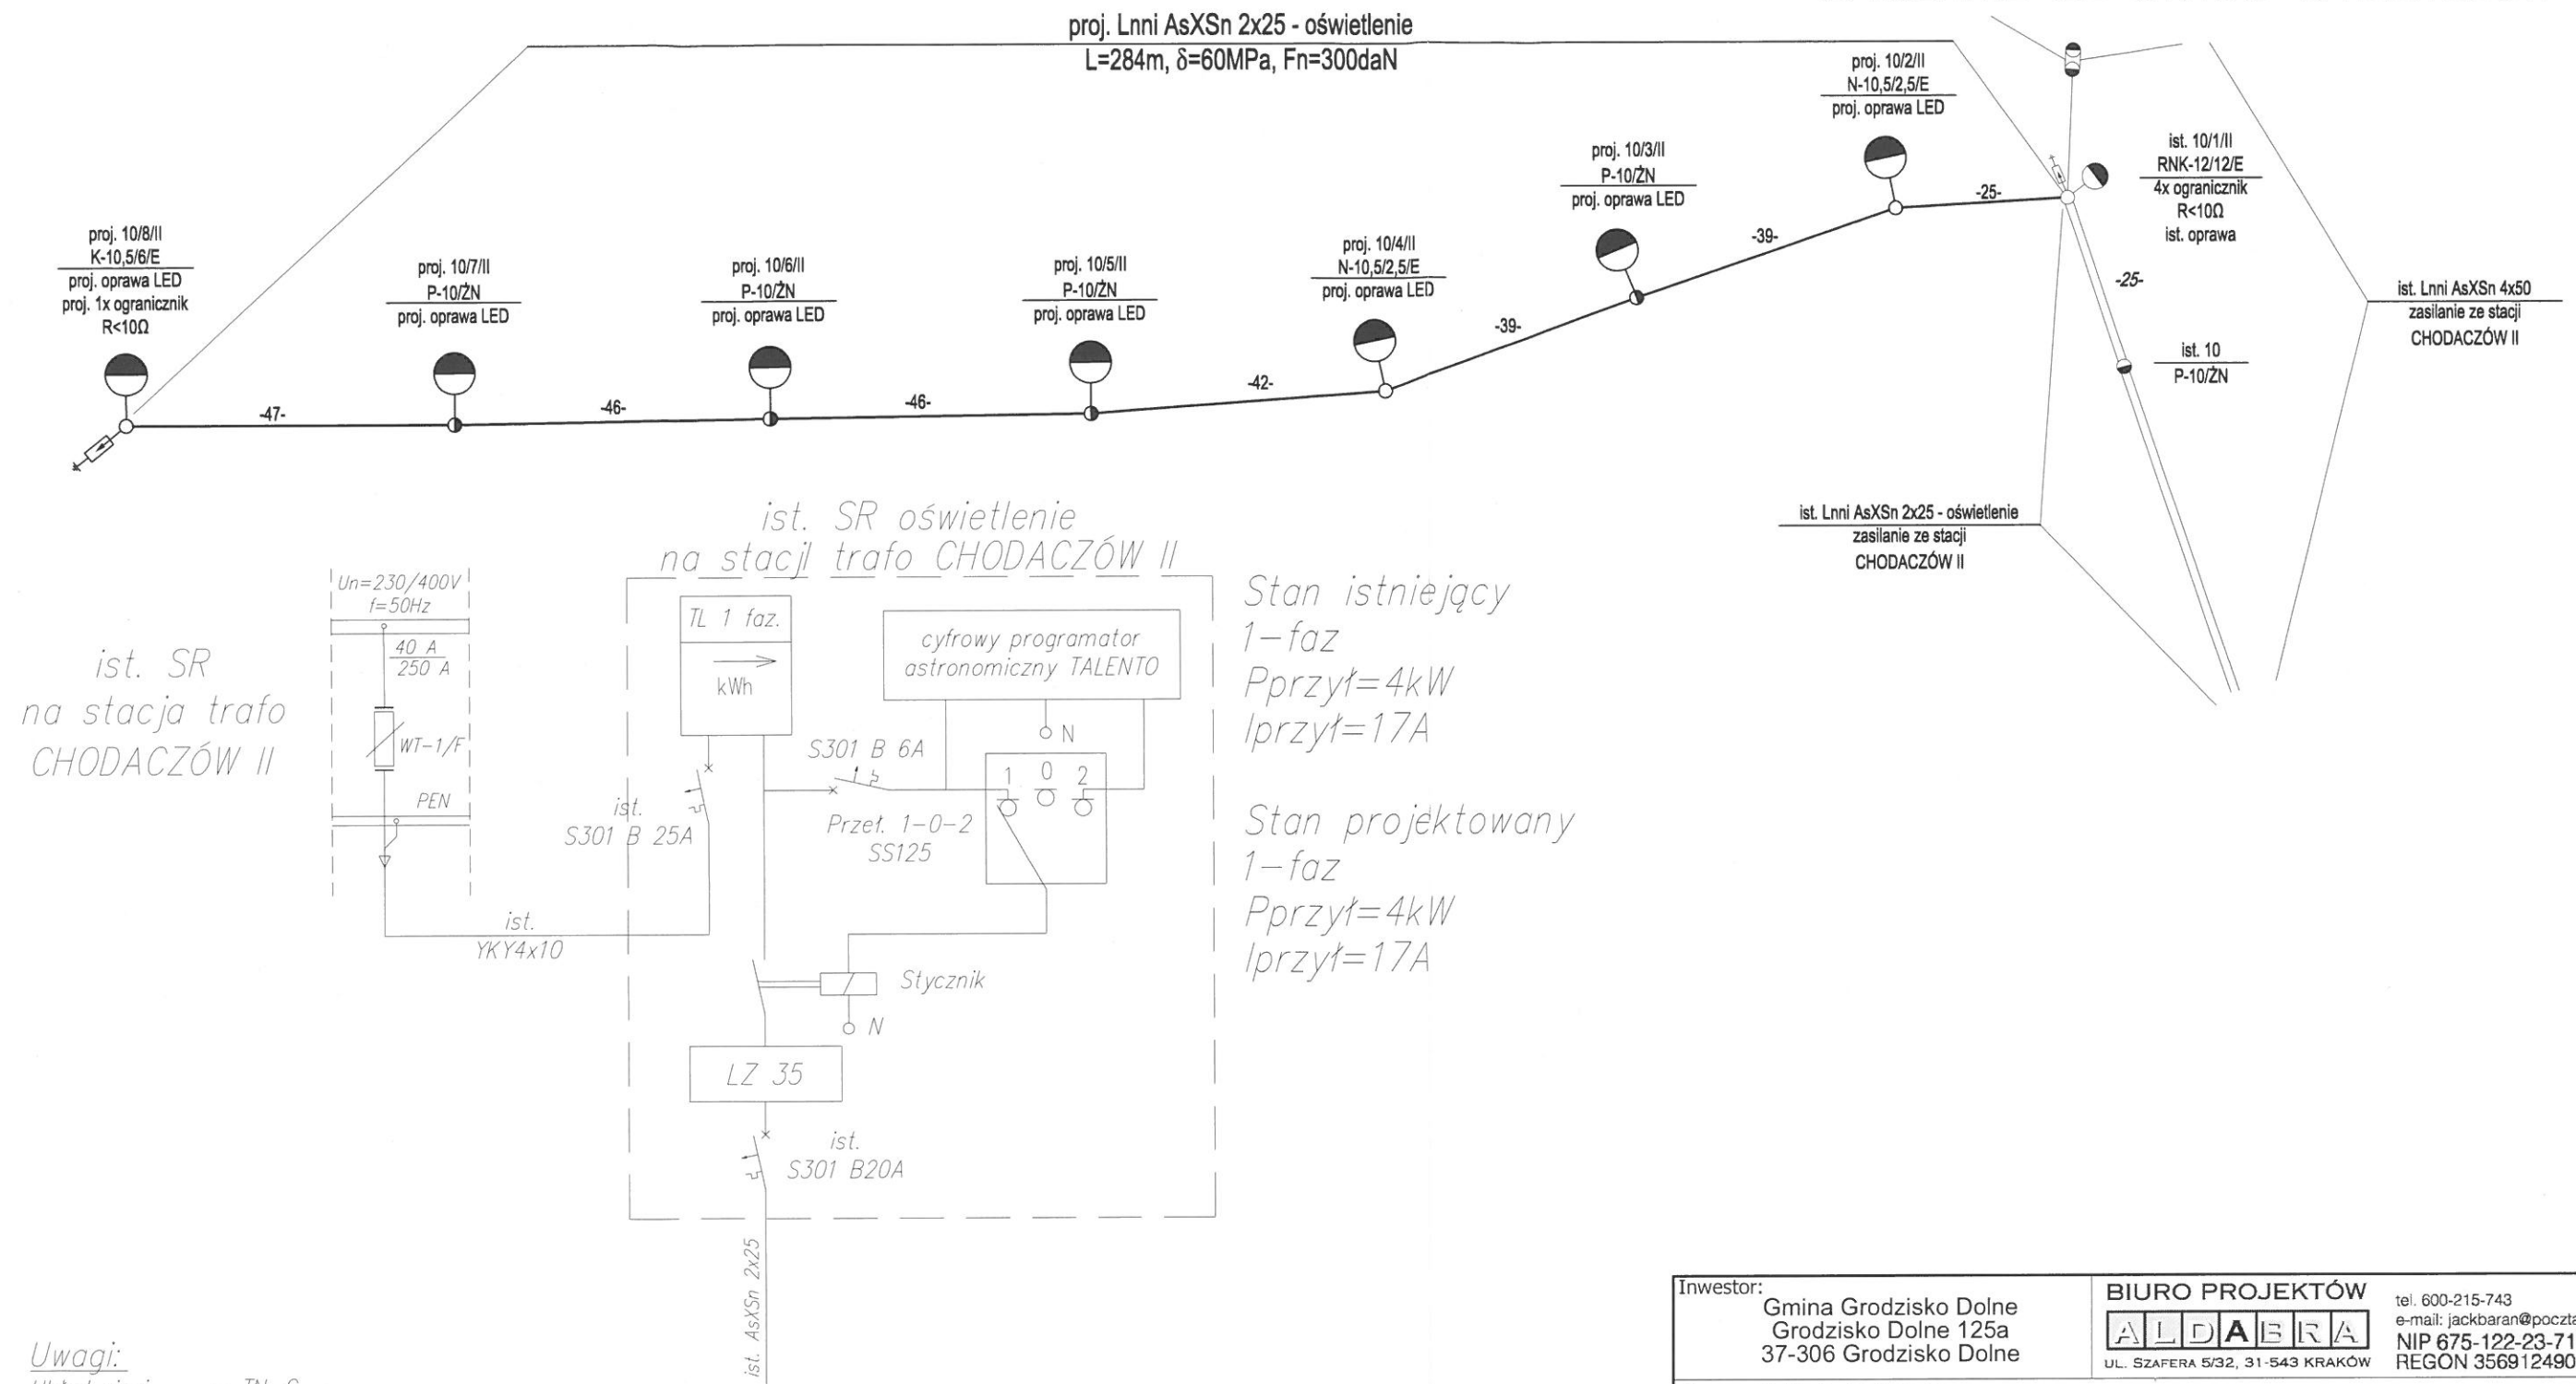 proj. Lnni AsXSn 2x25 - oświetlenie
L=284m, δ=60MPa, Fn=300daN
proj. 10/2/II
N-10,5/2,5/E
proj. oprawa LED
ist. 10/1/II
RNK-12/12/E
4x ogranicznik
R<10Ω
ist. oprawa
proj. 10/3/II
P-10/ŻN
proj. oprawa LED
proj. 10/4/II
N-10,5/2,5/E
proj. oprawa LED
proj. 10/5/II
P-10/ŻN
proj. oprawa LED
proj. 10/6/II
P-10/ŻN
proj. oprawa LED
proj. 10/7/II
P-10/ŻN
proj. oprawa LED
proj. 10/8/II
K-10,5/6/E
proj. oprawa LED
proj. 1x ogranicznik
R<10Ω
-47-
-46-
-46-
-42-
-39-
-39-
-25-
-25-
ist. Lnni AsXSn 4x50
zasilanie ze stacji
CHODACZÓW II
ist. 10
P-10/ŻN
ist. Lnni AsXSn 2x25 - oświetlenie
zasilanie ze stacji
CHODACZÓW II
ist. SR oświetlenie
na stacji trafo CHODACZÓW II
Un=230/400V
f=50Hz
40 A
250 A
WT-1/F
PEN
ist. SR
na stacja trafo
CHODACZÓW II
ist.
YKY4x10
TL 1 faz.
kWh
cyfrowy programator
astronomiczny TALENTO
N
S301 B 6A
1 0 2
ist.
S301 B 25A
Przeł. 1-0-2
SS125
Stycznik
N
LZ 35
ist.
S301 B20A
ist. AsXSn 2x25
Stan istniejący
1-faz
Pprzył=4kW
Iprzył=17A
Stan projektowany
1-faz
Pprzył=4kW
Iprzył=17A
Uwagi:
Inwestor:
Gmina Grodzisko Dolne
Grodzisko Dolne 125a
37-306 Grodzisko Dolne
BIURO PROJEKTÓW
ALDABRA
UL. SZAFERA 5/32, 31-543 KRAKÓW
tel. 600-215-743
e-mail: jackbaran@poczta
NIP 675-122-23-71
REGON 356912490